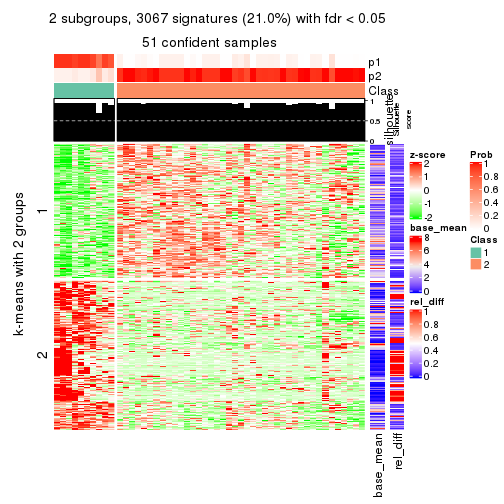 2 subgroups, 3067 signatures (21.0%) with fdr < 0.05
51 confident samples
p1
p2
Class
silhouette
Silhouette
score
1
0.5
0
k-means with 2 groups
1
2
base_mean
rel_diff
z-score
2
1
0
-1
-2
base_mean
8
6
4
2
0
rel_diff
1
0.8
0.6
0.4
0.2
0
Prob
1
0.8
0.6
0.4
0.2
0
Class
1
2